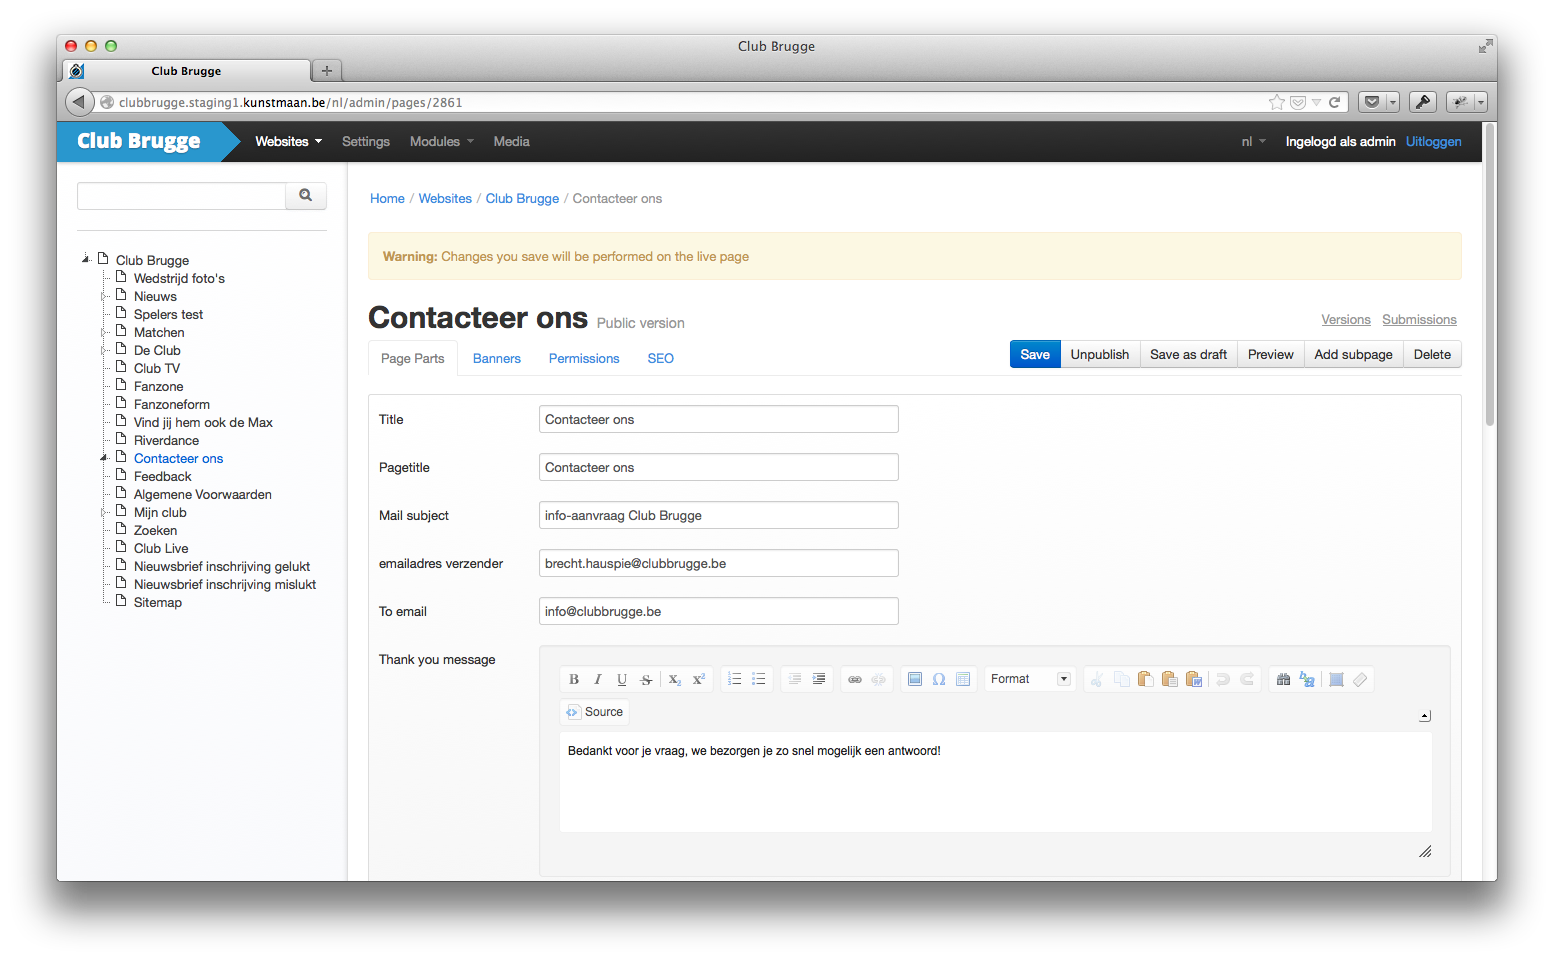 Club Brugge
Club Brugge
clubbrugge.staging1.kunstmaan.be/nl/admin/pages/2861
Club Brugge Websites Settings Modules Media nl Ingelogd als admin Uitloggen
Home / Websites / Club Brugge / Contacteer ons
Warning: Changes you save will be performed on the live page
Club Brugge
Wedstrijd foto's
Nieuws
Spelers test
Matchen
De Club
Club TV
Fanzone
Fanzoneform
Vind jij hem ook de Max
Riverdance
Contacteer ons
Feedback
Algemene Voorwaarden
Mijn club
Zoeken
Club Live
Nieuwsbrief inschrijving gelukt
Nieuwsbrief inschrijving mislukt
Sitemap
Contacteer ons Public version
Versions Submissions
Page Parts Banners Permissions SEO
Save Unpublish Save as draft Preview Add subpage Delete
Title Contacteer ons
Pagetitle Contacteer ons
Mail subject info-aanvraag Club Brugge
emailadres verzender brecht.hauspie@clubbrugge.be
To email info@clubbrugge.be
Thank you message
B I U S x₂ x² Ω Format
Source
Bedankt voor je vraag, we bezorgen je zo snel mogelijk een antwoord!